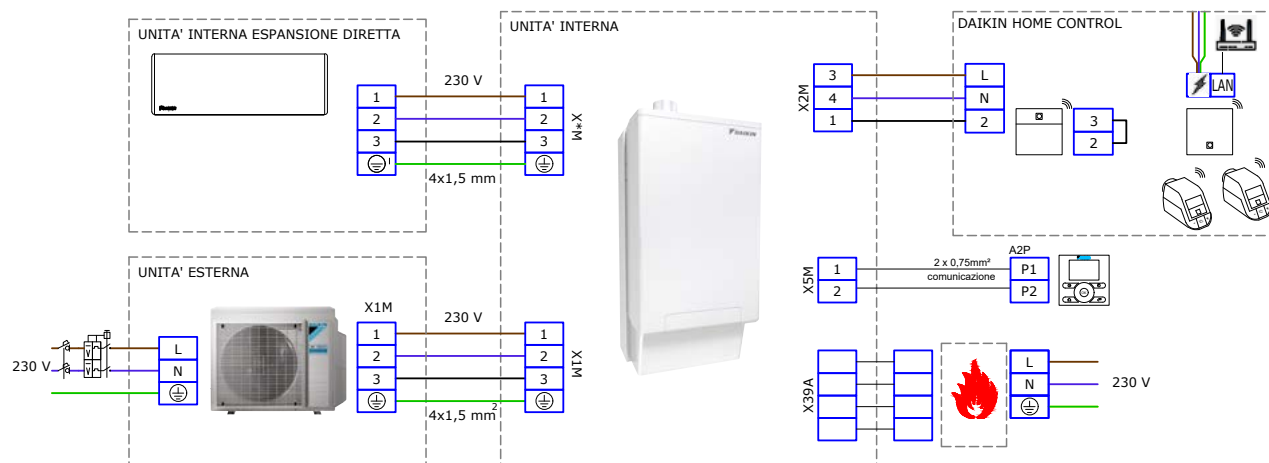 UNITA' INTERNA ESPANSIONE DIRETTA
230 V
1 1
2 2
3 3
X*M
4x1,5 mm
UNITA' INTERNA
DAIKIN
3 L
4 N
1 2
X2M
DAIKIN HOME CONTROL
LAN
3
2
UNITA' ESTERNA
230 V
L
N
X1M
230 V
1 1
2 2
3 3
X1M
4x1,5 mm2
X5M
1
2
2 x 0,75mm²
comunicazione
A2P
P1
P2
X39A
L
N
230 V